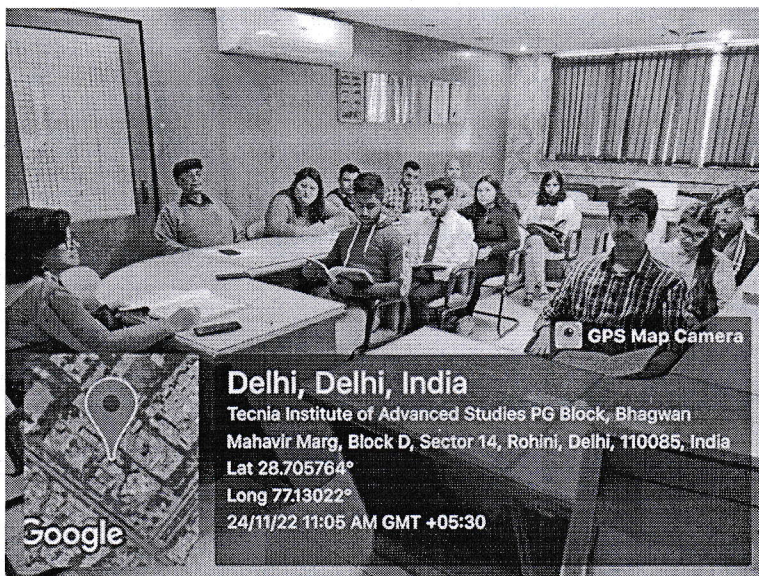 GPS Map Camera
Delhi, Delhi, India
Tecnia Institute of Advanced Studies PG Block, Bhagwan
Mahavir Marg, Block D, Sector 14, Rohini, Delhi, 110085, India
Lat 28.705764°
Long 77.13022°
24/11/22 11:05 AM GMT +05:30
Google